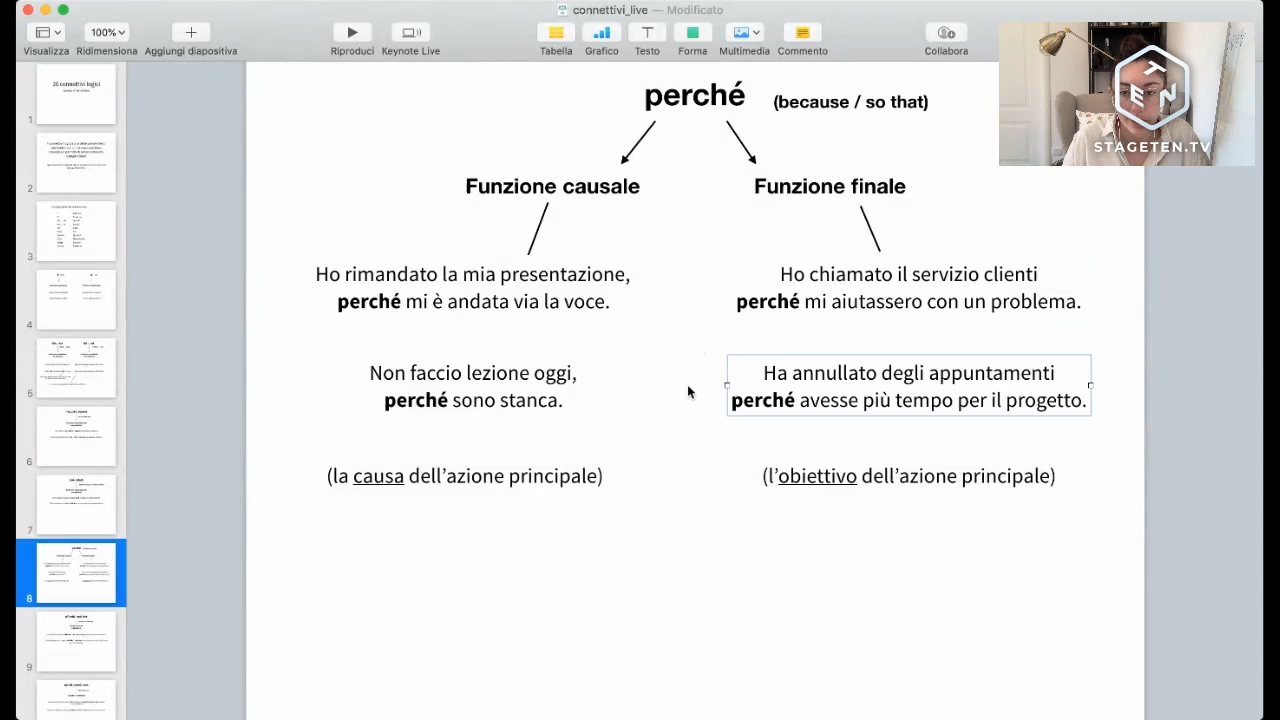 connettivi_live — Modificato
100%
Visualizza
Ridimensiona
Aggiungi diapositiva
Riproduci
Keynote Live
Tabella
Grafico
Testo
Forma
Multimedia
Commento
Collabora
TEN
STAGETEN.TV
perché (because / so that)
Funzione causale
Funzione finale
Ho rimandato la mia presentazione,
perché mi è andata via la voce.
Ho chiamato il servizio clienti
perché mi aiutassero con un problema.
Non faccio lezione oggi,
perché sono stanca.
Ha annullato degli appuntamenti
perché avesse più tempo per il progetto.
(la causa dell’azione principale)
(l’obiettivo dell’azione principale)
1
20 connettivi logici
2
3
4
5
6
7
8
perché
9